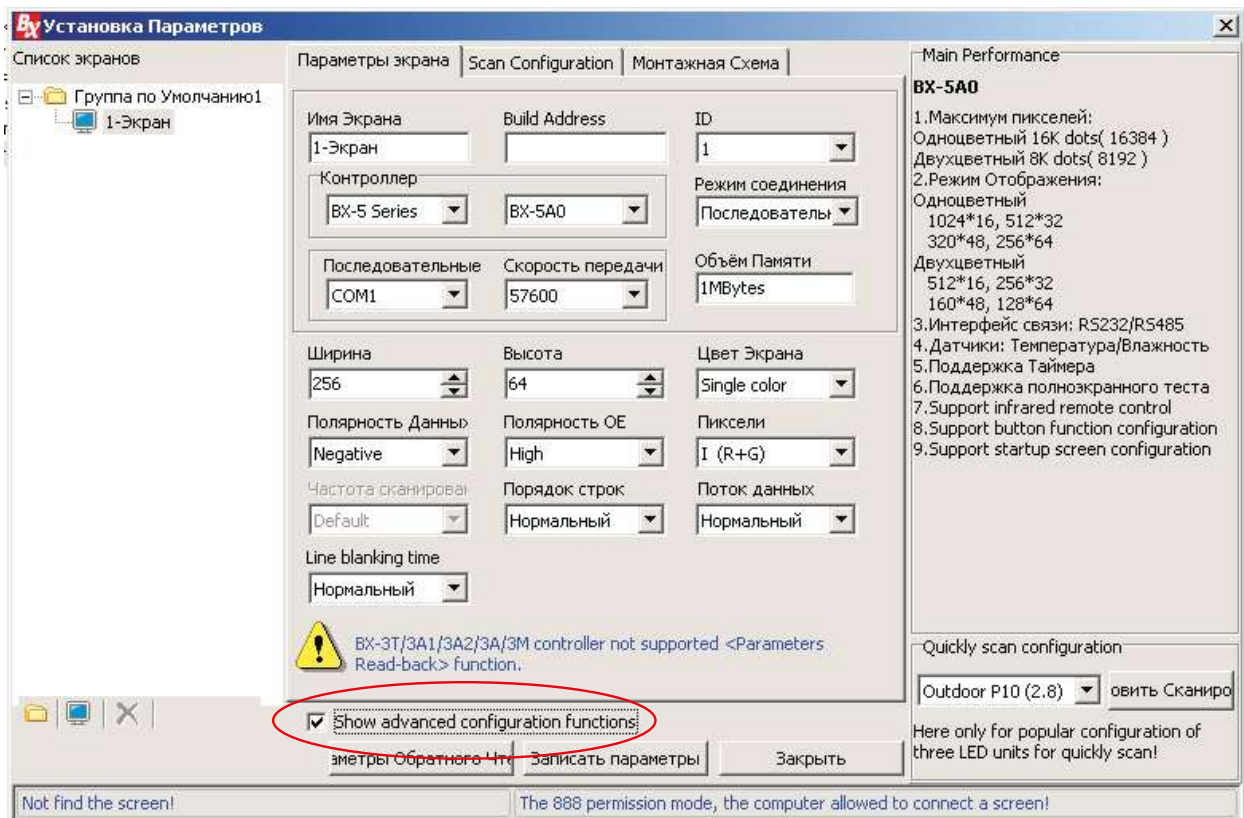 BX Установка Параметров
Список экранов
Группа по Умолчанию1
1-Экран
Параметры экрана Scan Configuration Монтажная Схема
Имя Экрана Build Address ID
1-Экран 1
Контроллер Режим соединения
BX-5 Series BX-5A0 Последователы
Последовательные Скорость передачи Объём Памяти
COM1 57600 1MBytes
Ширина Высота Цвет Экрана
256 64 Single color
Полярность Данны Полярность OE Пиксели
Negative High I (R+G)
Частота сканирова Порядок строк Поток данных
Default Нормальный Нормальный
Line blanking time
Нормальный
BX-3T/3A1/3A2/3A/3M controller not supported <Parameters
Read-back> function.
Show advanced configuration functions
аметры Обратного Чте Записать параметры Закрыть
Main Performance
BX-5A0
1.Максимум пикселей:
Одноцветный 16K dots( 16384 )
Двухцветный 8K dots( 8192 )
2.Режим Отображения:
Одноцветный
1024*16, 512*32
320*48, 256*64
Двухцветный
512*16, 256*32
160*48, 128*64
3.Интерфейс связи: RS232/RS485
4.Датчики: Температура/Влажность
5.Поддержка Таймера
6.Поддержка полноэкранного теста
7.Support infrared remote control
8.Support button function configuration
9.Support startup screen configuration
Quickly scan configuration
Outdoor P10 (2.8) овить Сканиро
Here only for popular configuration of
three LED units for quickly scan!
Not find the screen! The 888 permission mode, the computer allowed to connect a screen!